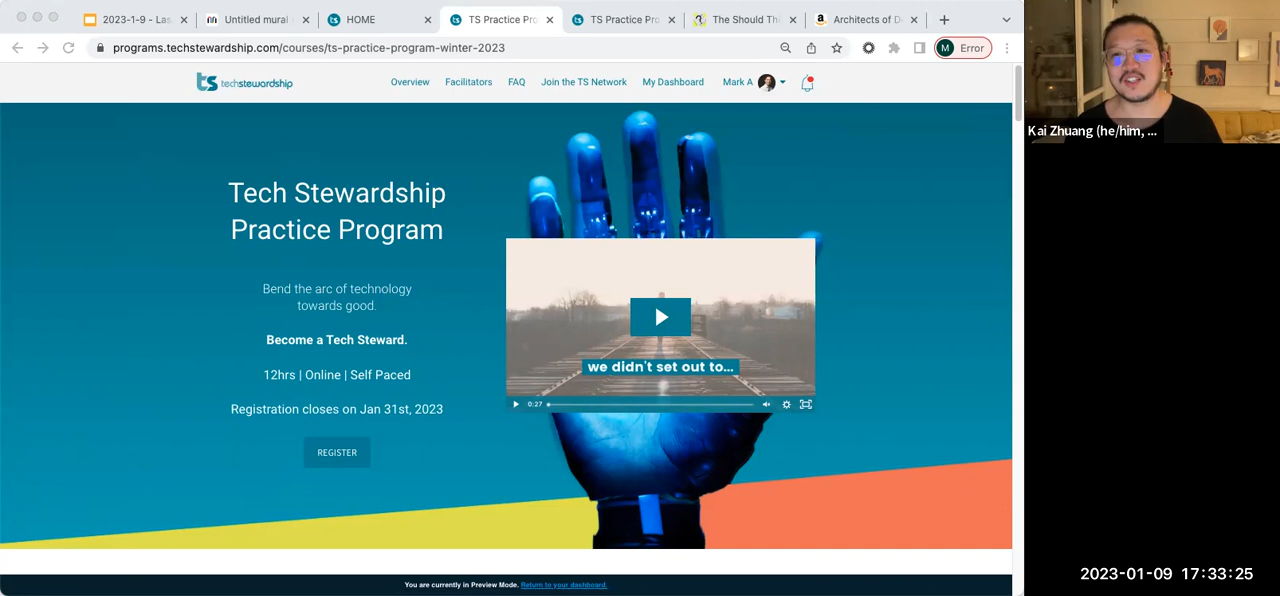 2023-1-9 - Las
Untitled mural
HOME
TS Practice Pro
TS Practice Pro
The Should Thi
Architects of De
programs.techstewardship.com/courses/ts-practice-program-winter-2023
M Error
ts techstewardship
Overview
Facilitators
FAQ
Join the TS Network
My Dashboard
Mark A
Tech Stewardship
Practice Program
Bend the arc of technology
towards good.
Become a Tech Steward.
12hrs | Online | Self Paced
Registration closes on Jan 31st, 2023
REGISTER
we didn't set out to...
0:27
You are currently in Preview Mode. Return to your dashboard.
Kai Zhuang (he/him, ...
2023-01-09 17:33:25